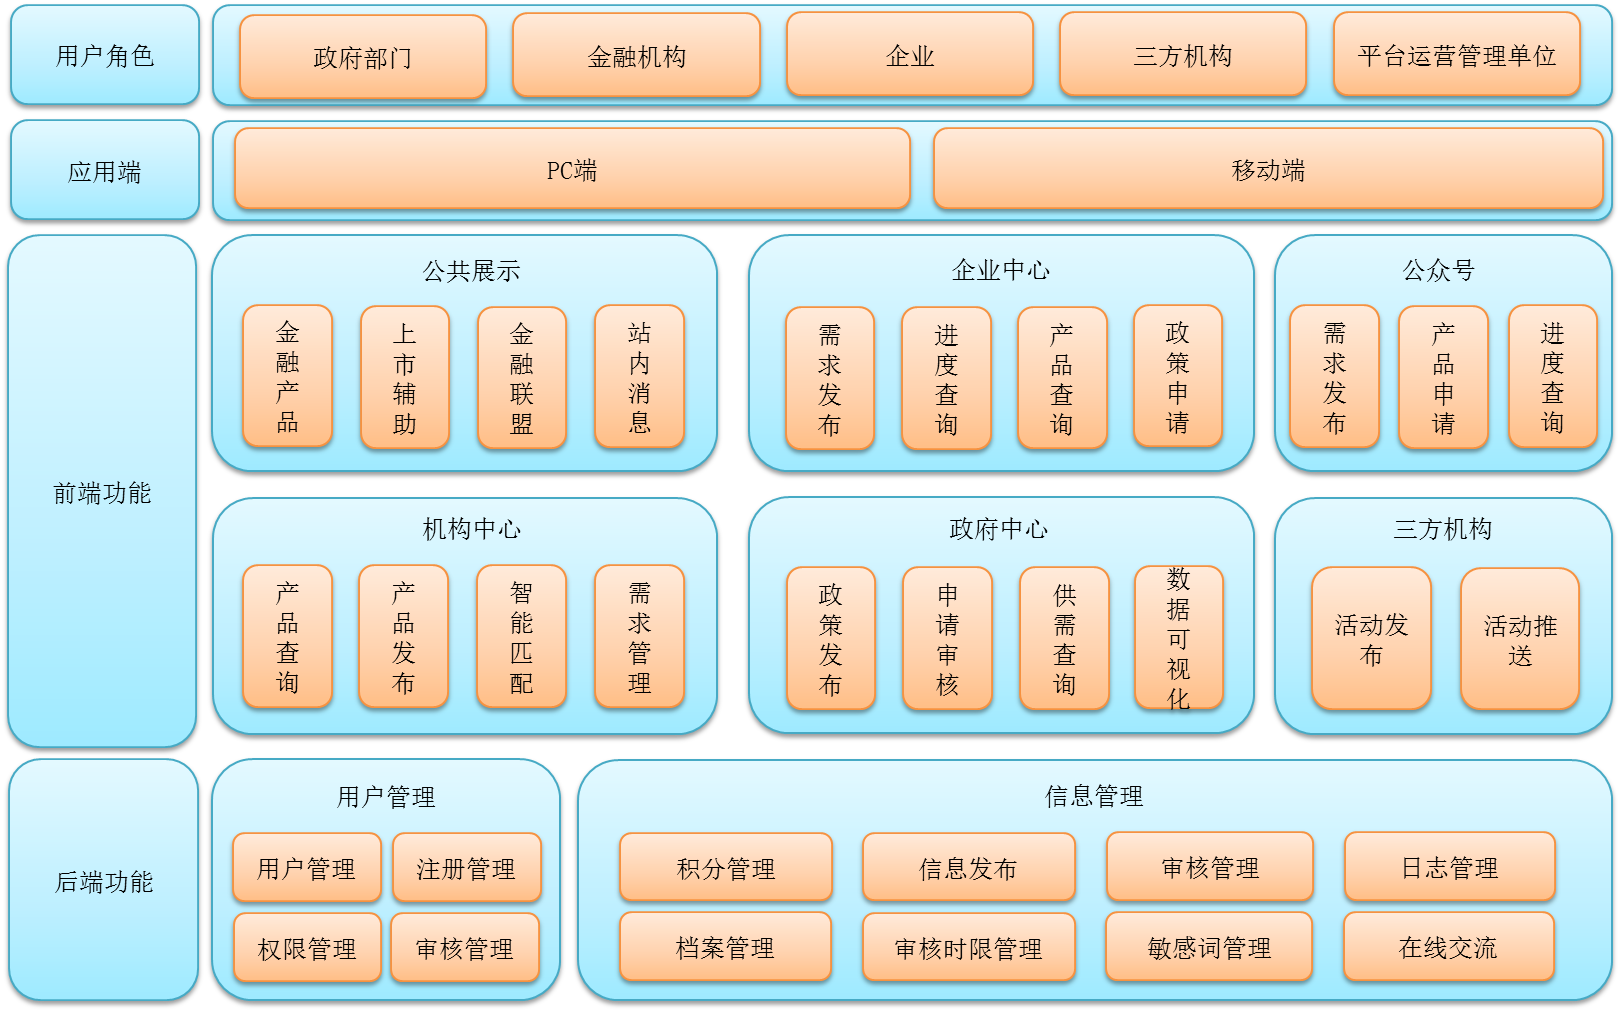 用户角色
政府部门
金融机构
企业
三方机构
平台运营管理单位
应用端
PC端
移动端
前端功能
公共展示
金融产品
上市辅助
金融联盟
站内消息
企业中心
需求发布
进度查询
产品查询
政策申请
公众号
需求发布
产品申请
进度查询
机构中心
产品查询
产品发布
智能匹配
需求管理
政府中心
政策发布
申请审核
供需查询
数据可视化
三方机构
活动发
布
活动推
送
后端功能
用户管理
用户管理
注册管理
权限管理
审核管理
信息管理
积分管理
信息发布
审核管理
日志管理
档案管理
审核时限管理
敏感词管理
在线交流